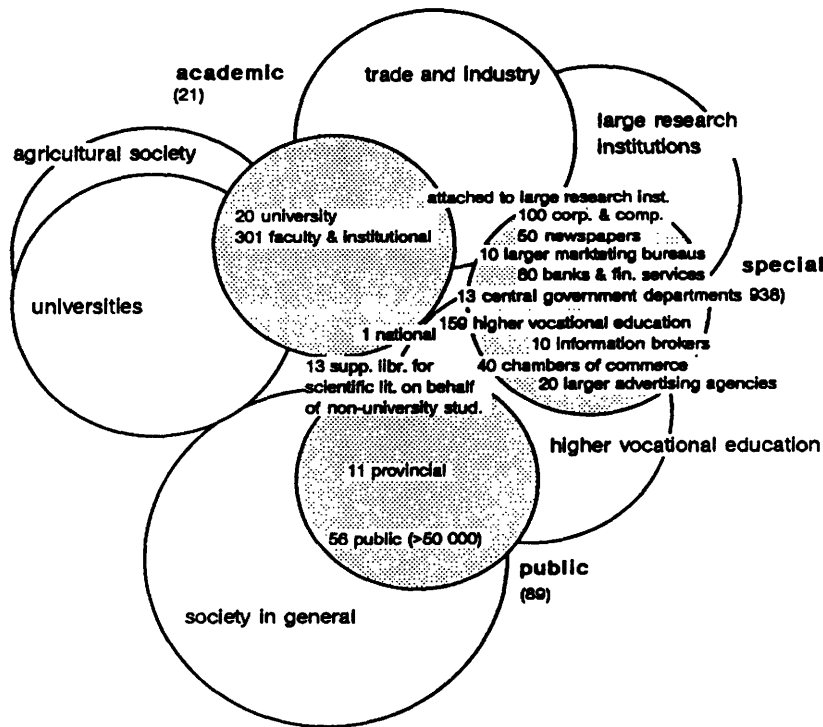 academic
(21)
trade and industry
large research
institutions
agricultural society
attached to large research inst.
20 university
301 faculty & institutional
100 corp. & comp.
50 newspapers
10 larger marktating bureaus
80 banks & fin. services
special
universities
13 central government departments 938)
159 higher vocational education
1 national
10 information brokers
13 supp. libr. for
scientific lit. on behalf
of non-university stud.
40 chambers of commerce
20 larger advertising agencies
higher vocational education
11 provincial
56 public (>50 000)
public
(89)
society in general